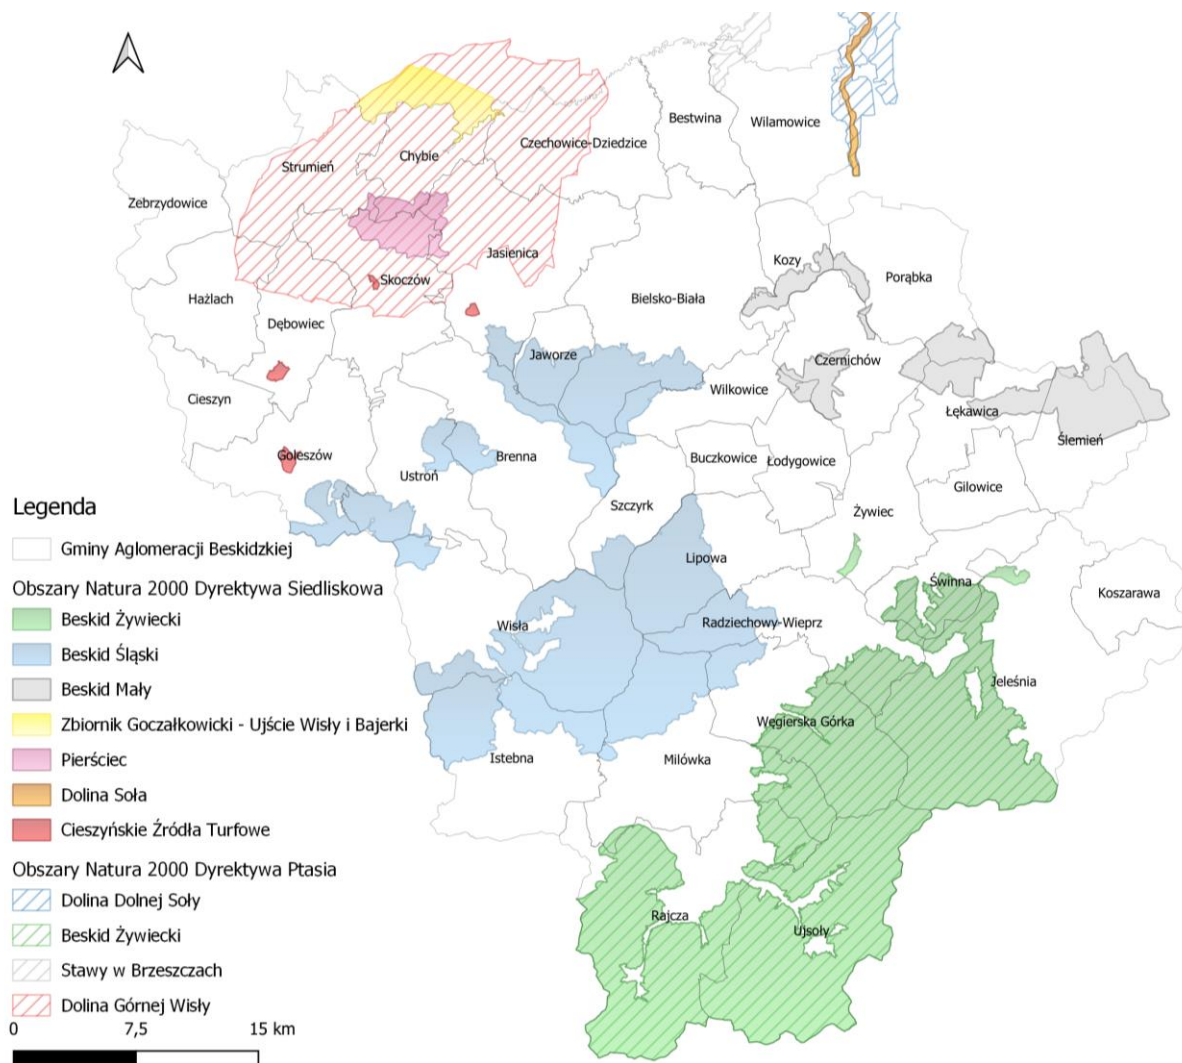 Bestwina
Wilamowice
Czechowice-Dziedzice
Chybie
Strumień
Zebrzydowice
Jasienica
Kozy
Skoczów
Porąbka
Hażlach
Bielsko-Biała
Dębowiec
Jaworze
Czernichów
Wilkowice
Cieszyn
Łękawica
Ślemień
Goleszów
Brenna
Buczkowice
Łodygowice
Ustroń
Gilowice
Szczyrk
Żywiec
Lipowa
Świnna
Koszarawa
Wisła
Radziechowy-Wieprz
Jeleśnia
Węgierska Górka
Istebna
Milówka
Rajcza
Ujsoły
Legenda
Gminy Aglomeracji Beskidzkiej
Obszary Natura 2000 Dyrektywa Siedliskowa
Beskid Żywiecki
Beskid Śląski
Beskid Mały
Zbiornik Goczałkowicki - Ujście Wisły i Bajerki
Pierściec
Dolina Soła
Cieszyńskie Źródła Turfowe
Obszary Natura 2000 Dyrektywa Ptasia
Dolina Dolnej Soły
Beskid Żywiecki
Stawy w Brzeszczach
Dolina Górnej Wisły
0 7,5 15 km